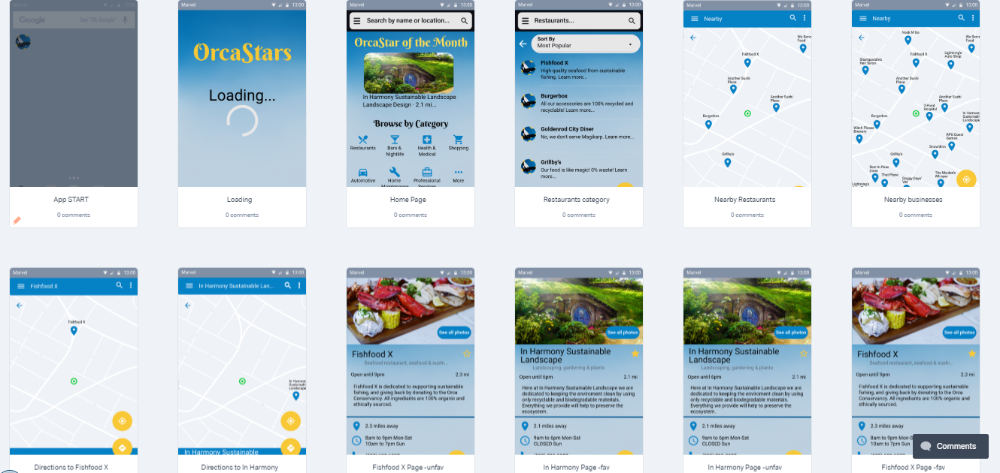 Google
Say "Ok Google"
App START
0 comments
Marvel 13:00
OrcaStars
Loading...
Loading
0 comments
Marvel 13:00
Search by name or location...
OrcaStar of the Month
In Harmony Sustainable Landscape
Landscape Design - 2.1 mi...
Browse by Category
Restaurants
Bars &
Nightlife
Health &
Medical
Shopping
Automotive
Home
Maintenance
Professional
Services
More
Home Page
0 comments
Marvel 13:00
Restaurants...
Sort By
Most Popular
Fishfood X
High quality seafood from sustainable
fishing. Learn more...
Burgerbox
All our accessories are 100% recycled and
recyclable! Learn more...
Goldenrod City Diner
No, we don't serve Magikarp. Learn more...
Grillby's
Our food is like magic! 0% waste! Learn
more...
Restaurants category
0 comments
Marvel 13:00
Nearby
We Serve
Food
Fishfood X
Another Sushi
Place
Another Sushi
Place
Burgerbox
Grillby's
Nearby Restaurants
0 comments
Marvel 13:00
Nearby
Nook N' Go
We Serve
Food
Fishfood X
Lightning's
Auto Shop
Shampoodle's
Hair Salon
Another Sushi
Place
Another Sushi
Place
2-Point
Hospital
Burgerbox
In Harmony
Sustainable
Landscape
Witch Please
Brewery
RPG Quest
Games
Snowdin
Grillby's
Rest In Peas
Diner
Thai Place
Doggy Days'
Vet
The Maiden's
Whisper
Lightning's
Nearby businesses
0 comments
Marvel 13:00
Fishfood X
Fishfood X
Directions to Fishfood X
Marvel 13:00
In Harmony Sustainable Lan...
In Harmony
Sustainable
Landscape
In Harmony Sustainable
Directions to In Harmony
Marvel 13:00
See all photos
Fishfood X
Seafood restaurant, seafood & sushi...
Open until 9pm 2.3 mi
Fishfood X is dedicated to supporting sustainable
fishing, and giving back by donating to the Orca
Conservancy. All ingredients are 100% organic and
ethically sourced.
2.3 miles away
8am to 9pm Mon-Sat
10am to 7pm Sun
Fishfood X Page -unfav
Marvel 13:00
See all photos
In Harmony Sustainable
Landscape
Landscaping, gardening & plants
Open until 6pm 2.1 mi
Here at In Harmony Sustainable Landscape we are
dedicated to keeping the enviroment clean by using
only recyclable and biodegradable materials.
Everything we provide will help to preserve the
ecosystem.
2.1 miles away
9am to 6pm Mon-Sat
CLOSED Sun
In Harmony Page -fav
Marvel 13:00
See all photos
In Harmony Sustainable
Landscape
Landscaping, gardening & plants
Open until 6pm 2.1 mi
Here at In Harmony Sustainable Landscape we are
dedicated to keeping the enviroment clean by using
only recyclable and biodegradable materials.
Everything we provide will help to preserve the
ecosystem.
2.1 miles away
9am to 6pm Mon-Sat
CLOSED Sun
In Harmony Page -unfav
Marvel 13:00
See all photos
Fishfood X
Seafood restaurant, seafood & sushi...
Open until 9pm 2.3 mi
Fishfood X is dedicated to supporting sustainable
fishing, and giving back by donating to the Orca
Conservancy. All ingredients are 100% organic and
ethically sourced.
2.3 miles away
8am to 9pm Mon-Sat
10am to 7pm Sun
Fishfood X Page -fav
Comments